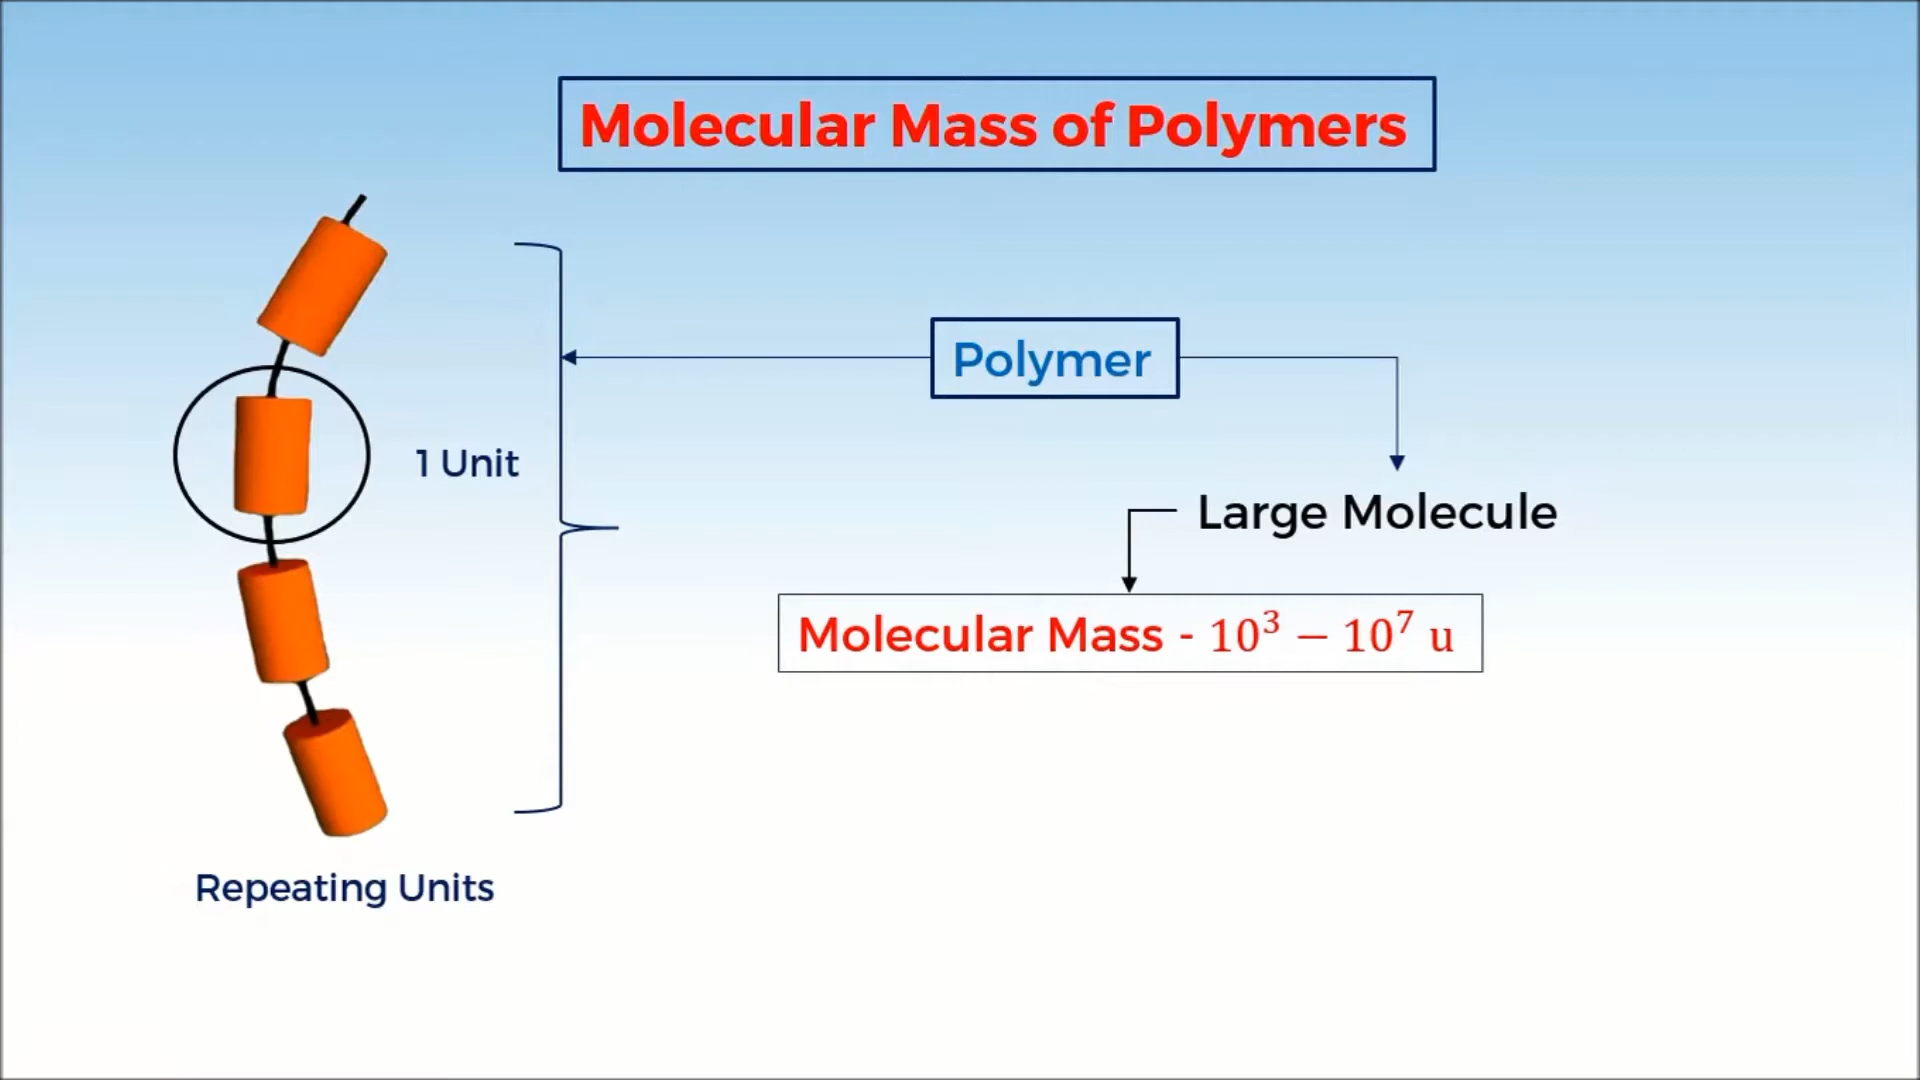 Molecular Mass of Polymers
Polymer
1 Unit
Large Molecule
Molecular Mass - 10³ – 10⁷ u
Repeating Units